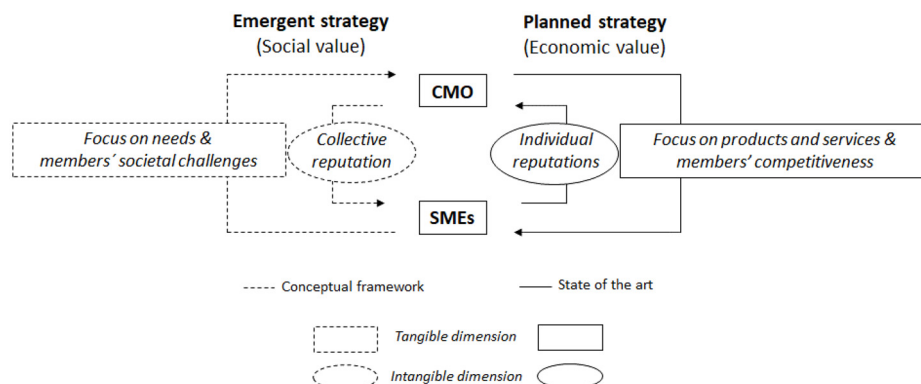 Emergent strategy
(Social value)
Planned strategy
(Economic value)
CMO
Focus on needs &
members´ societal challenges
Collective
reputation
Individual
reputations
Focus on products and services &
members' competitiveness
SMEs
Conceptual framework
State of the art
Tangible dimension
Intangible dimension